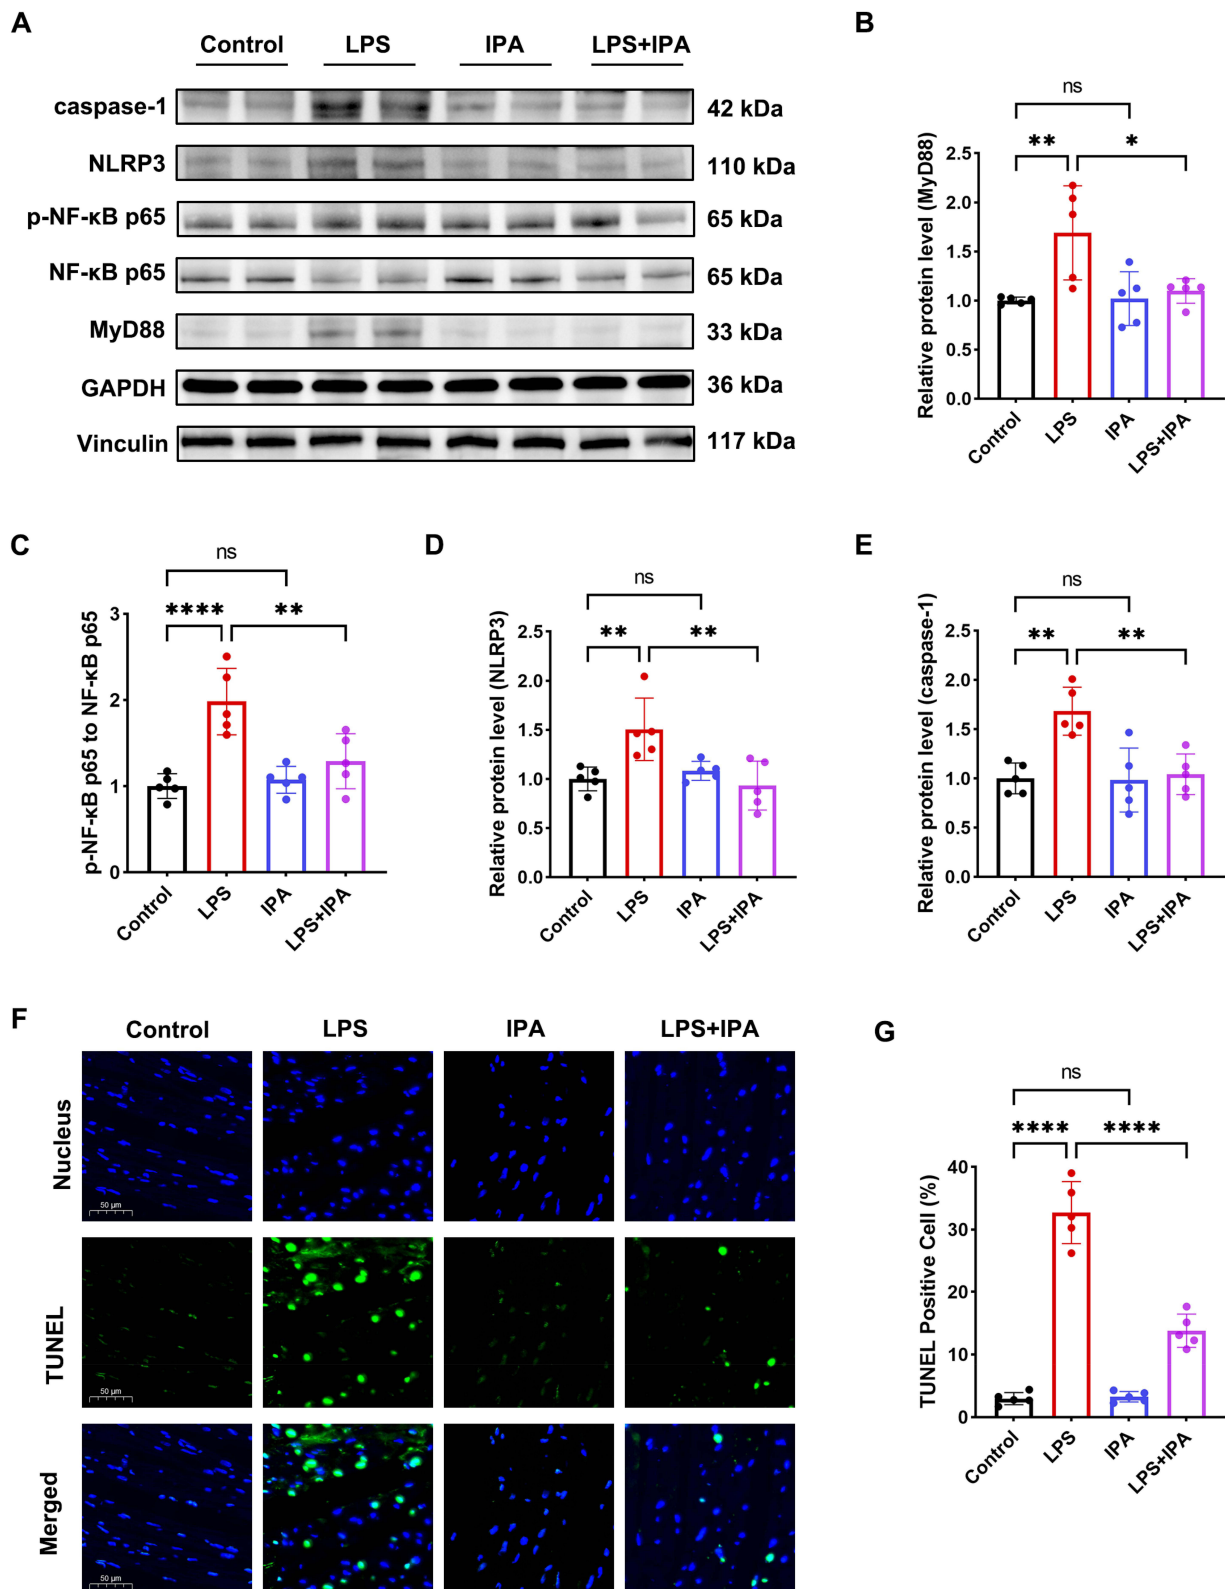 A
Control LPS IPA LPS+IPA
caspase-1 42 kDa
NLRP3 110 kDa
p-NF-κB p65 65 kDa
NF-κB p65 65 kDa
MyD88 33 kDa
GAPDH 36 kDa
Vinculin 117 kDa
B
ns
** *
Relative protein level (MyD88)
2.5
2.0
1.5
1.0
0.5
0.0
Control LPS IPA LPS+IPA
C
ns
**** **
p-NF-κB p65 to NF-κB p65
3
2
1
0
Control LPS IPA LPS+IPA
D
ns
** **
Relative protein level (NLRP3)
2.5
2.0
1.5
1.0
0.5
0.0
Control LPS IPA LPS+IPA
E
ns
** **
Relative protein level (caspase-1)
2.5
2.0
1.5
1.0
0.5
0.0
Control LPS IPA LPS+IPA
F
Control LPS IPA LPS+IPA
Nucleus
50 μm
TUNEL
50 μm
Merged
50 μm
G
ns
**** ****
TUNEL Positive Cell (%)
40
30
20
10
0
Control LPS IPA LPS+IPA